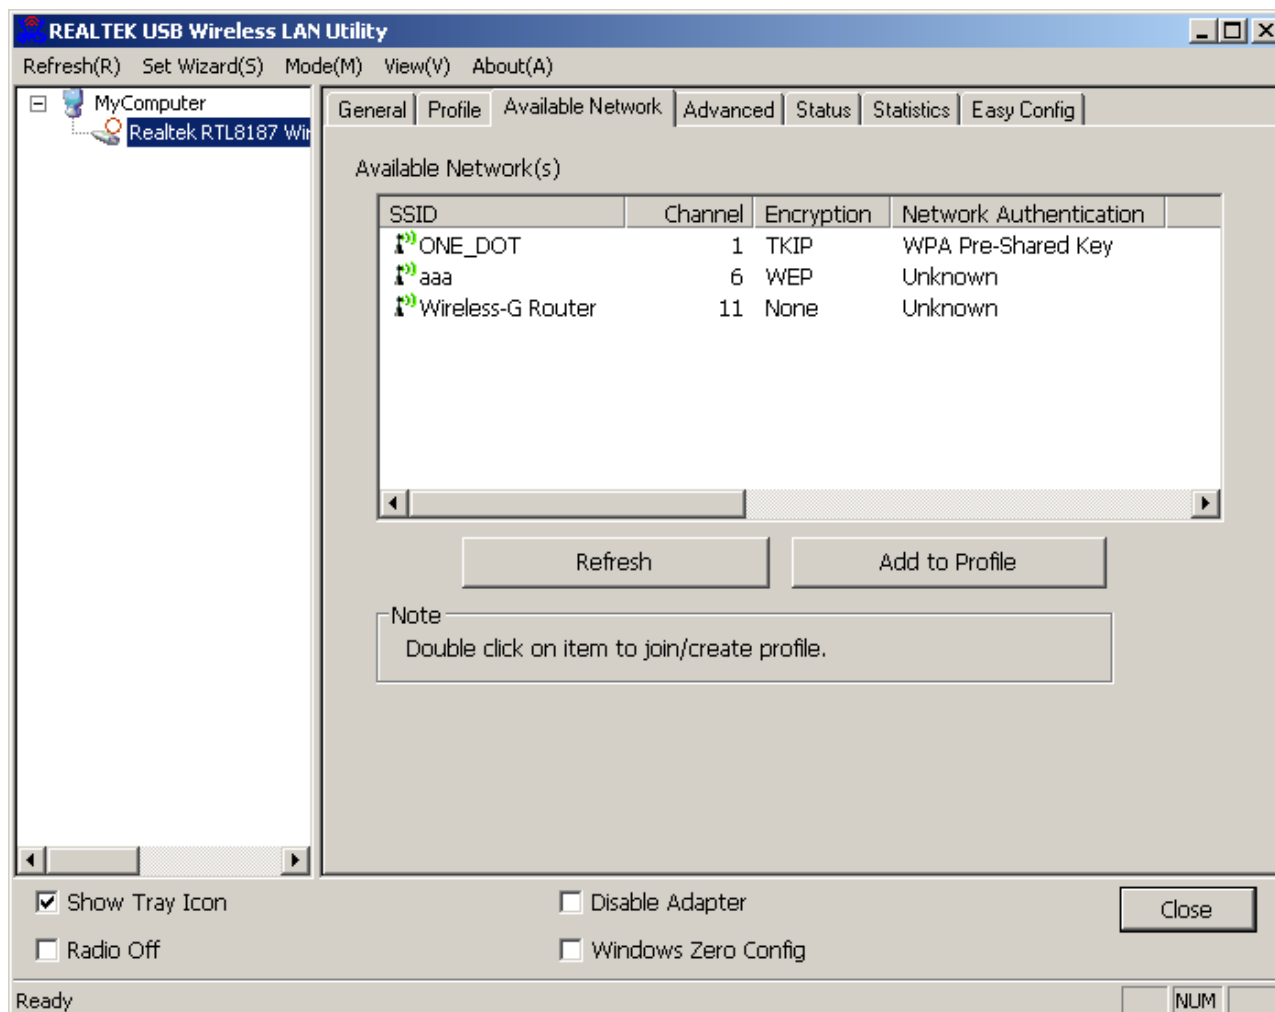 REALTEK USB Wireless LAN Utility
Refresh(R) Set Wizard(S) Mode(M) View(V) About(A)
MyComputer
Realtek RTL8187 Wir
General Profile Available Network Advanced Status Statistics Easy Config
Available Network(s)
SSID Channel Encryption Network Authentication
ONE_DOT 1 TKIP WPA Pre-Shared Key
aaa 6 WEP Unknown
Wireless-G Router 11 None Unknown
Refresh Add to Profile
Note
Double click on item to join/create profile.
Show Tray Icon Disable Adapter Close
Radio Off Windows Zero Config
Ready NUM